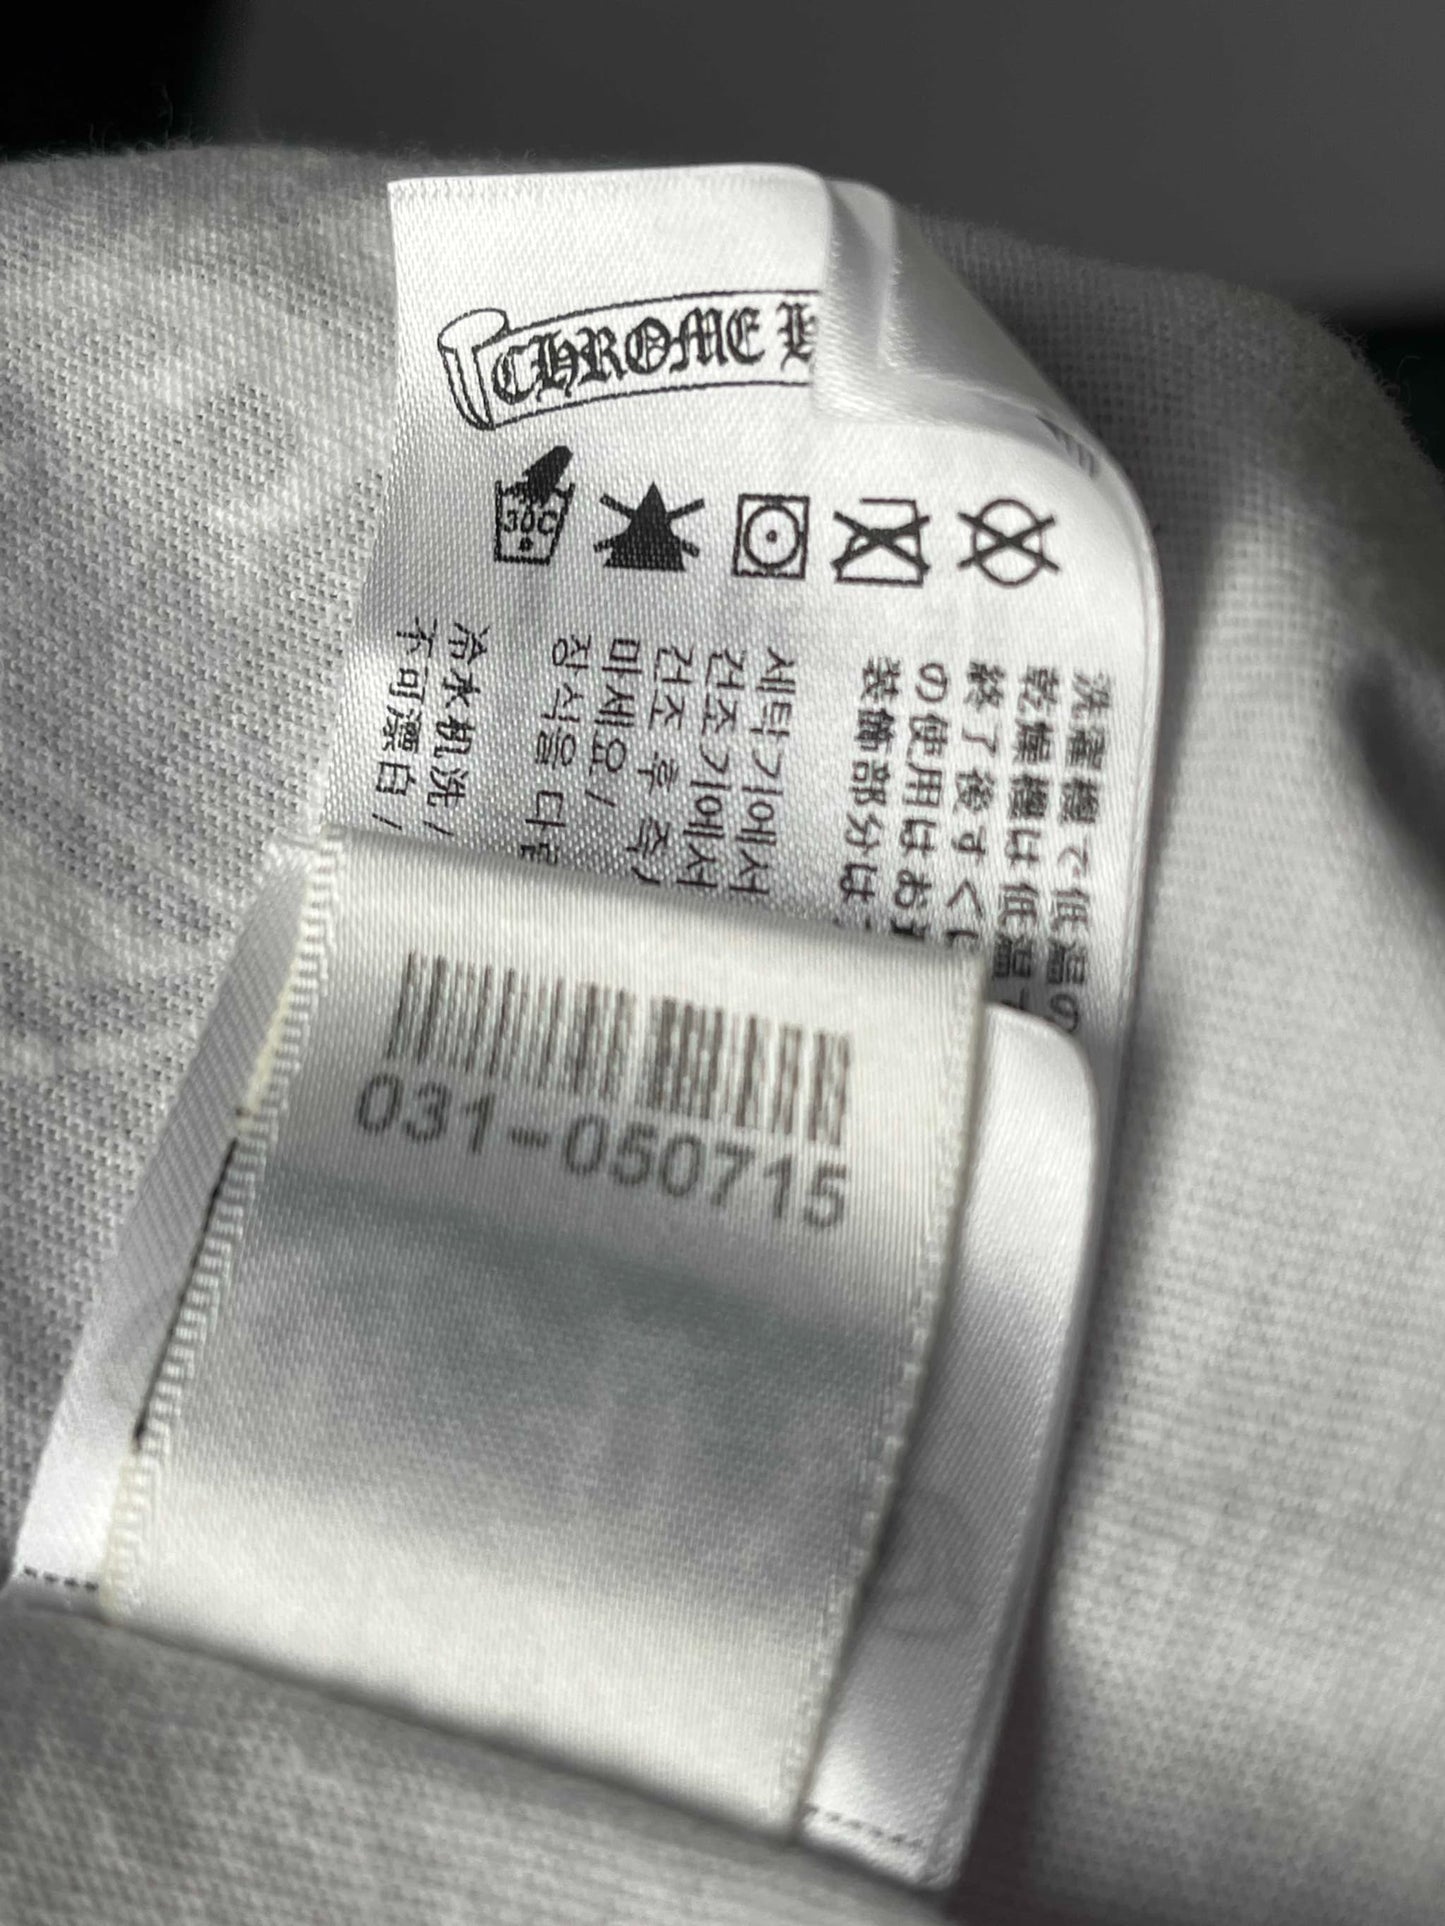 CHROME H
30C
洗濯機で低温の
乾燥機は低温
終了後すぐ
の使用はお
装飾部分は
세탁기에서
건조기에서
건조 후 즉
마세요 /
장식을 다
冷水机洗 /
不可漂白 /
031-050715